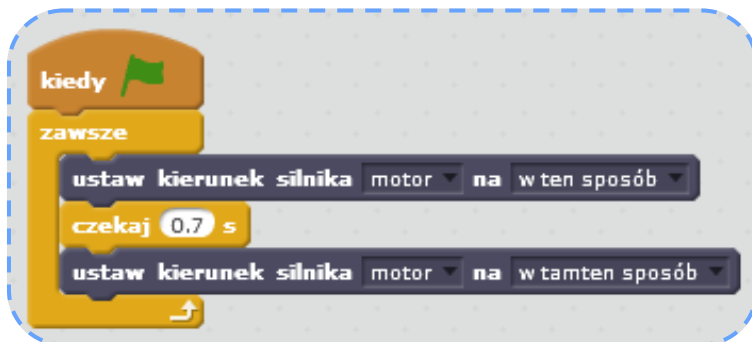 kiedy
zawsze
ustaw kierunek silnika motor na w ten sposób
czekaj 0.7 s
ustaw kierunek silnika motor na w tamten sposób